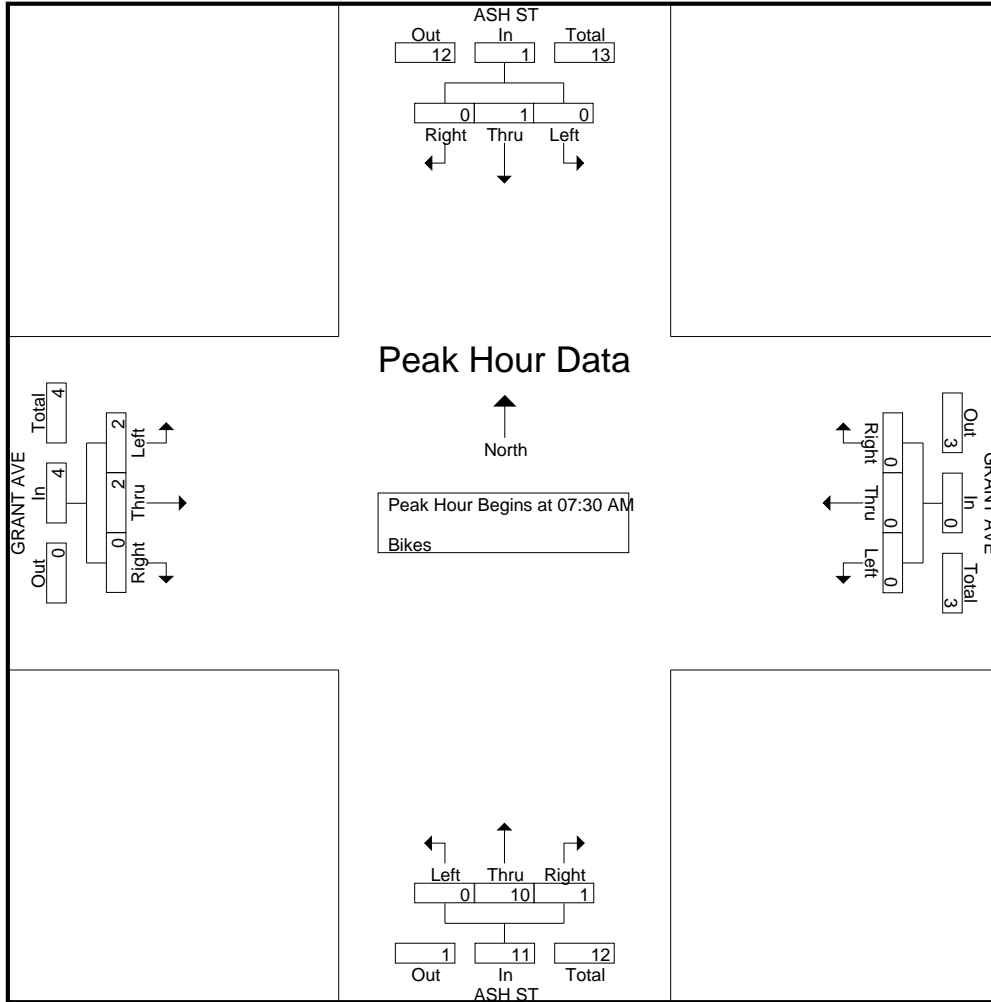 ASH ST
Out In Total
12 1 13
0 1 0
Right Thru Left
Peak Hour Data
North
Peak Hour Begins at 07:30 AM
Bikes
GRANT AVE
Out In Total
0 4 4
Right Thru Left
0 2 2
GRANT AVE
Out In Total
3 0 3
Right Thru Left
0 0 0
Left Thru Right
0 10 1
1 11 12
Out In Total
ASH ST